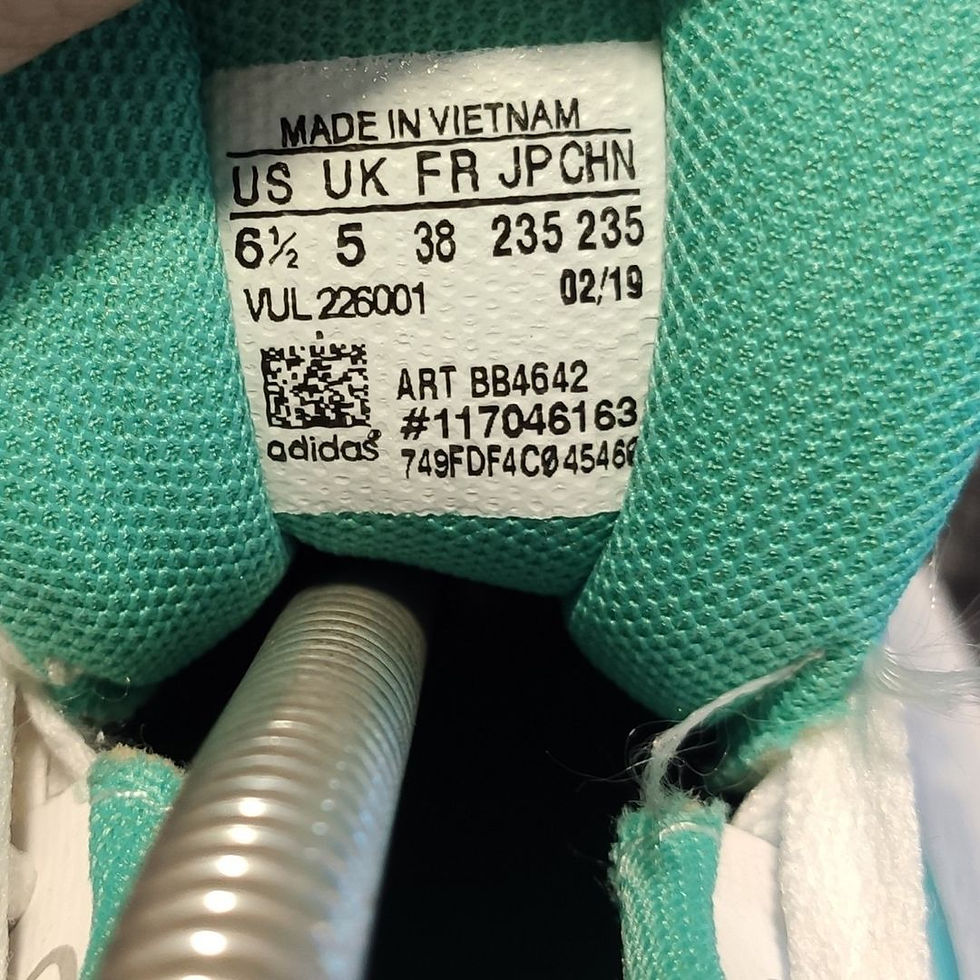 MADE IN VIETNAM
US UK FR JP CHN
6½ 5 38 235 235
VUL 226001 02/19
ART BB4642
#117046163
adidas